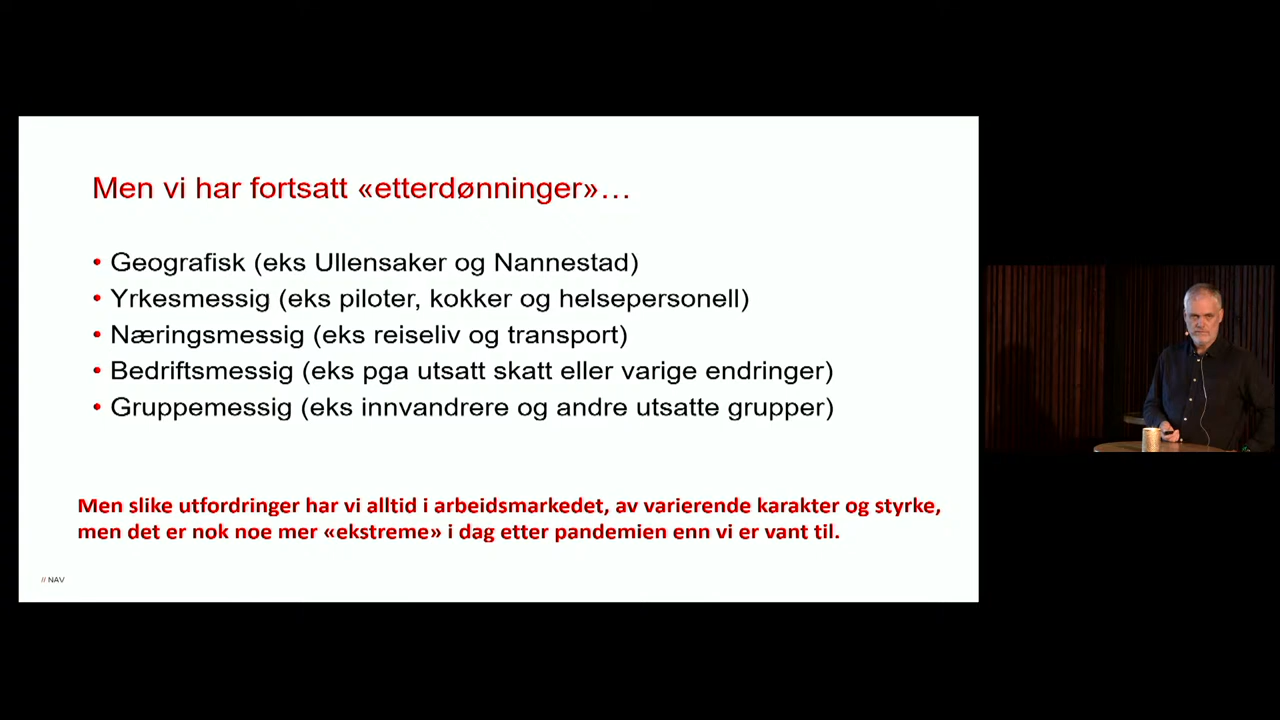 Men vi har fortsatt «etterdønninger»…
• Geografisk (eks Ullensaker og Nannestad)
• Yrkesmessig (eks piloter, kokker og helsepersonell)
• Næringsmessig (eks reiseliv og transport)
• Bedriftsmessig (eks pga utsatt skatt eller varige endringer)
• Gruppemessig (eks innvandrere og andre utsatte grupper)
Men slike utfordringer har vi alltid i arbeidsmarkedet, av varierende karakter og styrke,
men det er nok noe mer «ekstreme» i dag etter pandemien enn vi er vant til.
// NAV